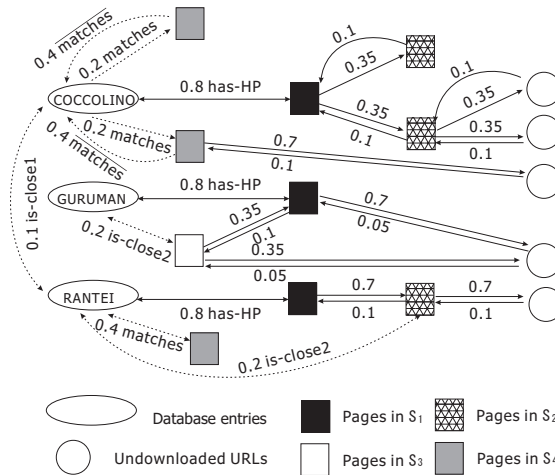 0.4 matches
0.2 matches
0.1
0.35
0.1
0.35
COCCOLINO
0.8 has-HP
0.35
0.1
0.35
0.1
0.2 matches
0.4 matches
0.7
0.1
0.1 is-close1
GURUMAN
0.8 has-HP
0.7
0.05
0.35
0.1
0.2 is-close2
0.35
0.05
RANTEI
0.8 has-HP
0.7
0.1
0.7
0.1
0.4 matches
0.2 is-close2
Database entries
Pages in S1
Pages in S2
Undownloaded URLs
Pages in S3
Pages in S4